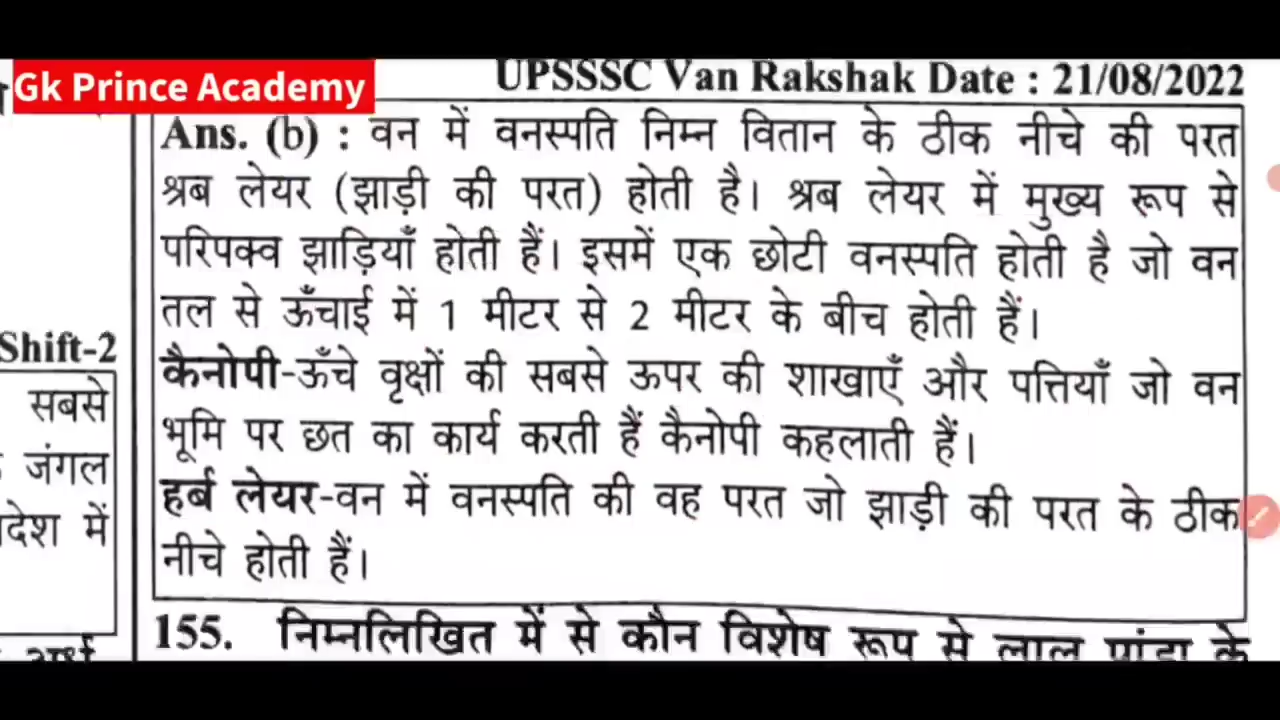 Gk Prince Academy
UPSSSC Van Rakshak Date : 21/08/2022
Ans. (b) : वन में वनस्पति निम्न वितान के ठीक नीचे की परत
श्रब लेयर (झाड़ी की परत) होती है। श्रब लेयर में मुख्य रूप से
परिपक्व झाड़ियाँ होती हैं। इसमें एक छोटी वनस्पति होती है जो वन
तल से ऊँचाई में 1 मीटर से 2 मीटर के बीच होती हैं।
कैनोपी-ऊँचे वृक्षों की सबसे ऊपर की शाखाएँ और पत्तियाँ जो वन
भूमि पर छत का कार्य करती हैं कैनोपी कहलाती हैं।
हर्ब लेयर-वन में वनस्पति की वह परत जो झाड़ी की परत के ठीक
नीचे होती हैं।
155. निम्नलिखित में से कौन विशेष रूप से लाल पांडा के
Shift-2
सबसे
जंगल
में